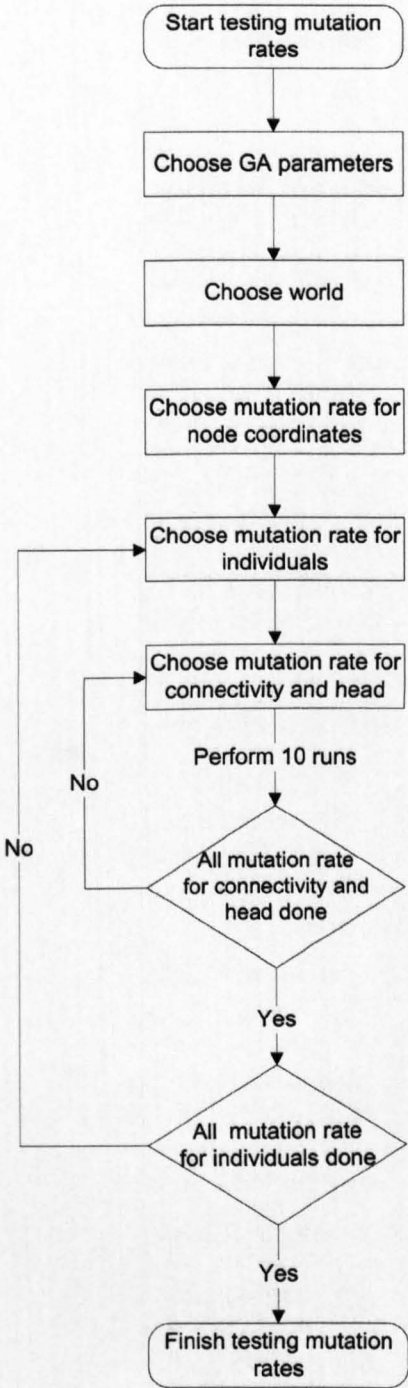 Start testing mutation
rates
Choose GA parameters
Choose world
Choose mutation rate for
node coordinates
Choose mutation rate for
individuals
Choose mutation rate for
connectivity and head
Perform 10 runs
No
No
All mutation rate
for connectivity and
head done
Yes
All mutation rate
for individuals done
Yes
Finish testing mutation
rates